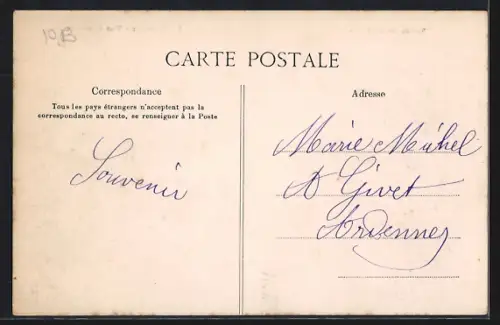 10,B
CARTE POSTALE
Correspondance
Tous les pays étrangers n'acceptent pas la
correspondance au recto, se renseigner à la Poste
Souvenir
Adresse
Marie Michel
A Givet
Ardennes